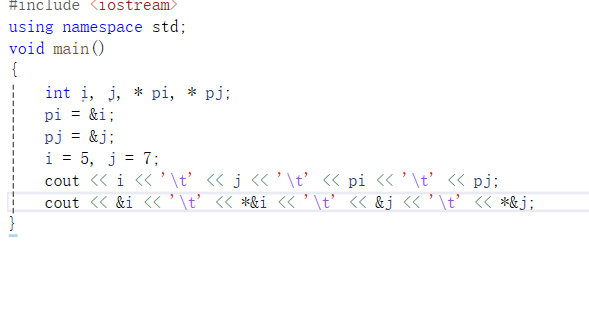 #include <iostream>
using namespace std;
void main()
{
int i, j, * pi, * pj;
pi = &i;
pj = &j;
i = 5, j = 7;
cout << i << '\t' << j << '\t' << pi << '\t' << pj;
cout << &i << '\t' << *&i << '\t' << &j << '\t' << *&j;
}